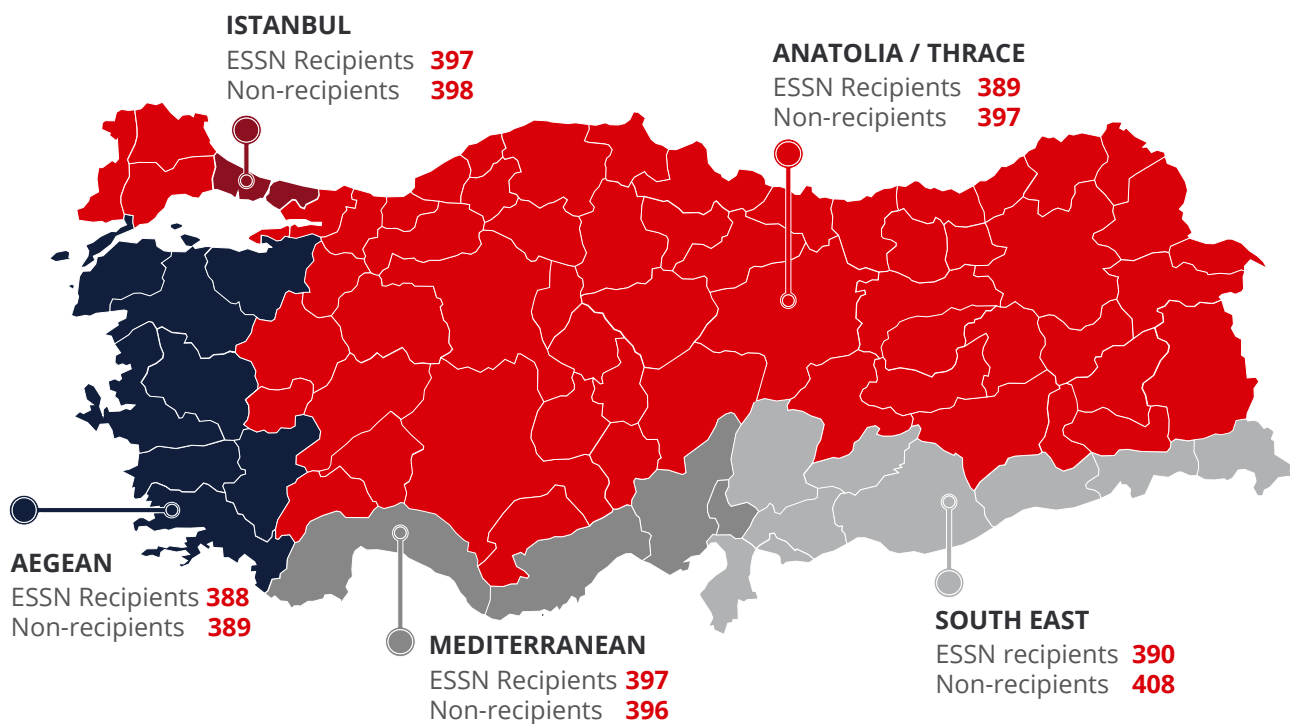 ISTANBUL
ESSN Recipients 397
Non-recipients 398
ANATOLIA / THRACE
ESSN Recipients 389
Non-recipients 397
AEGEAN
ESSN Recipients 388
Non-recipients 389
MEDITERRANEAN
ESSN Recipients 397
Non-recipients 396
SOUTH EAST
ESSN recipients 390
Non-recipients 408